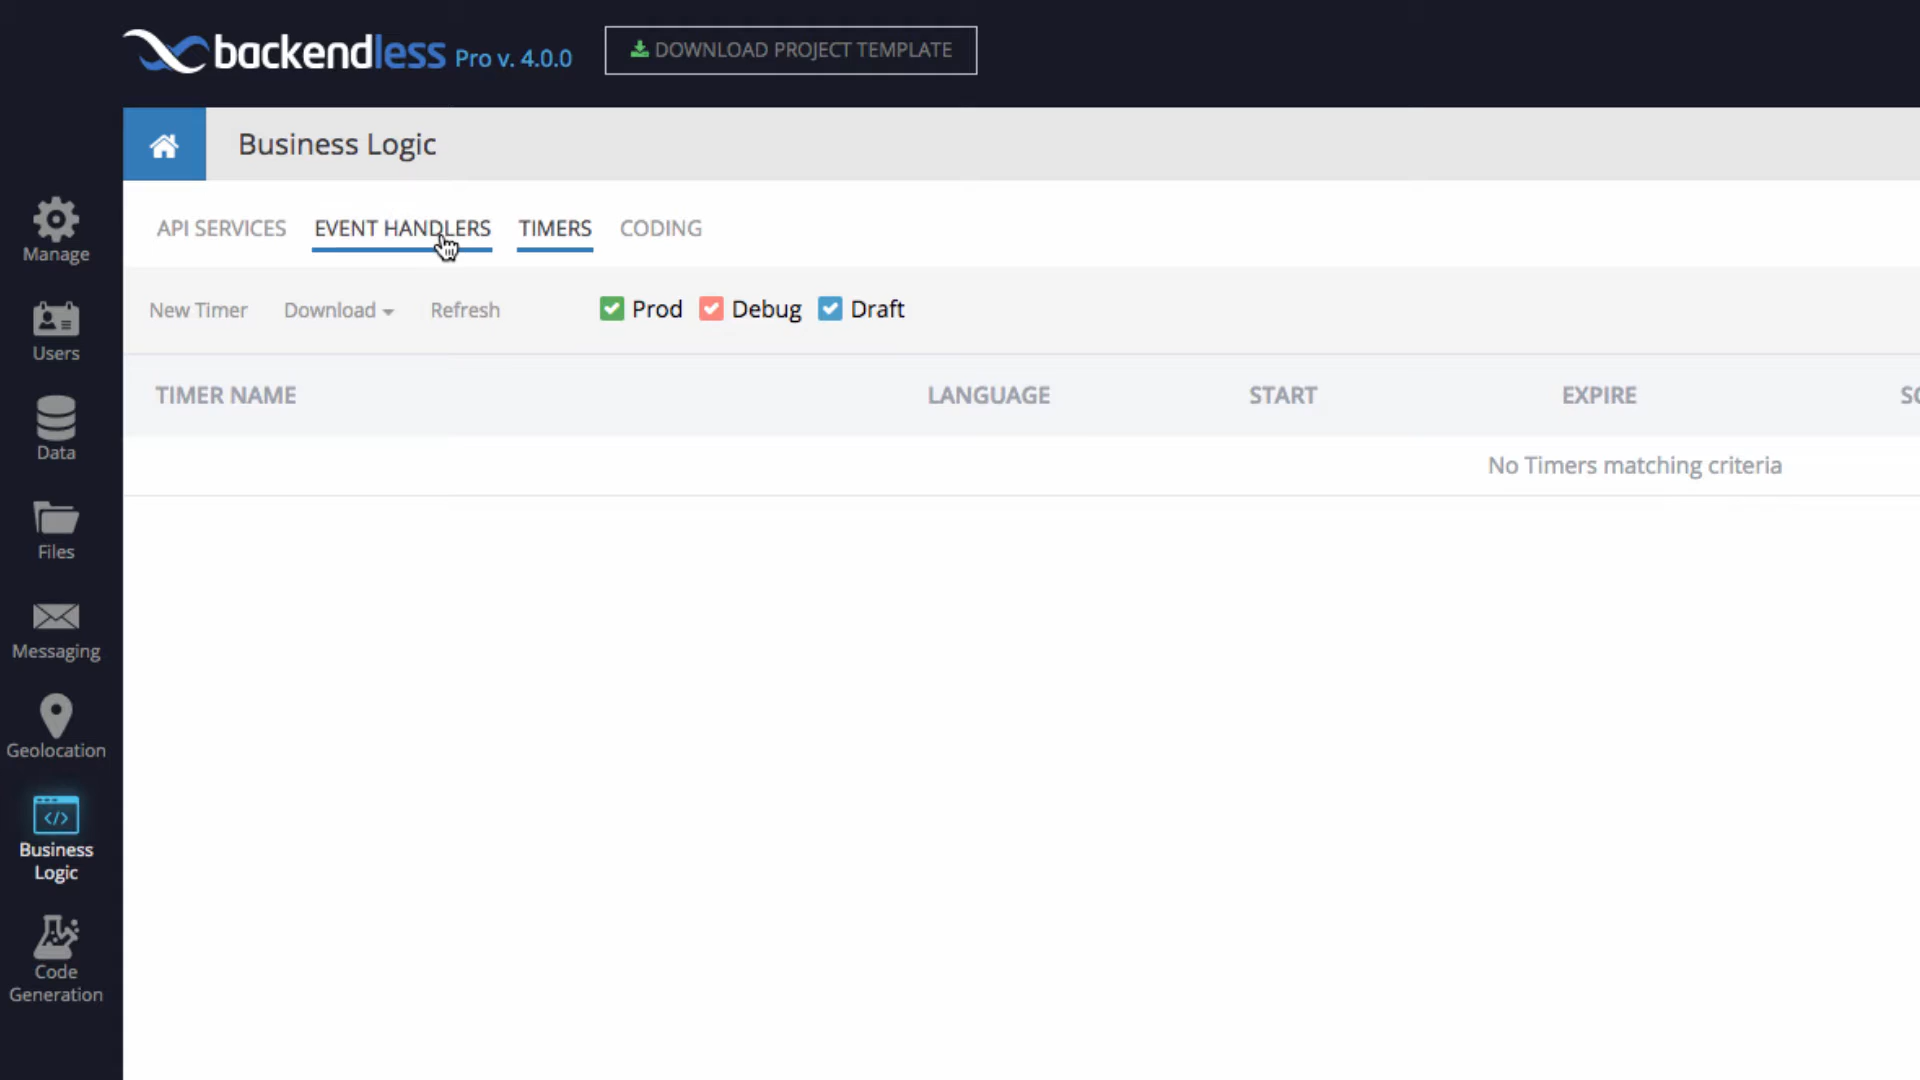 backendless Pro v. 4.0.0
DOWNLOAD PROJECT TEMPLATE
Business Logic
API SERVICES EVENT HANDLERS TIMERS CODING
New Timer Download Refresh Prod Debug Draft
TIMER NAME LANGUAGE START EXPIRE
No Timers matching criteria
Manage
Users
Data
Files
Messaging
Geolocation
Business
Logic
Code
Generation